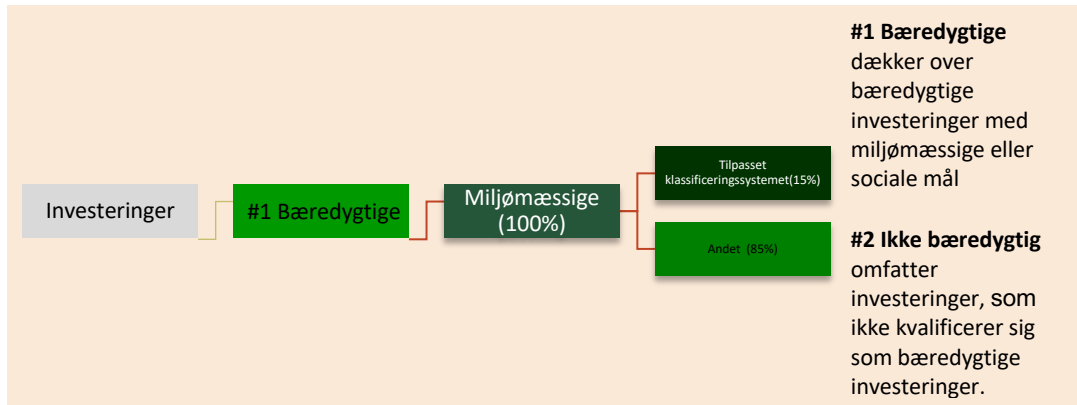 Investeringer
#1 Bæredygtige
Miljømæssige
(100%)
Tilpasset
klassificeringssystemet(15%)
Andet (85%)
#1 Bæredygtige
dækker over
bæredygtige
investeringer med
miljømæssige eller
sociale mål
#2 Ikke bæredygtig
omfatter
investeringer, som
ikke kvalificerer sig
som bæredygtige
investeringer.